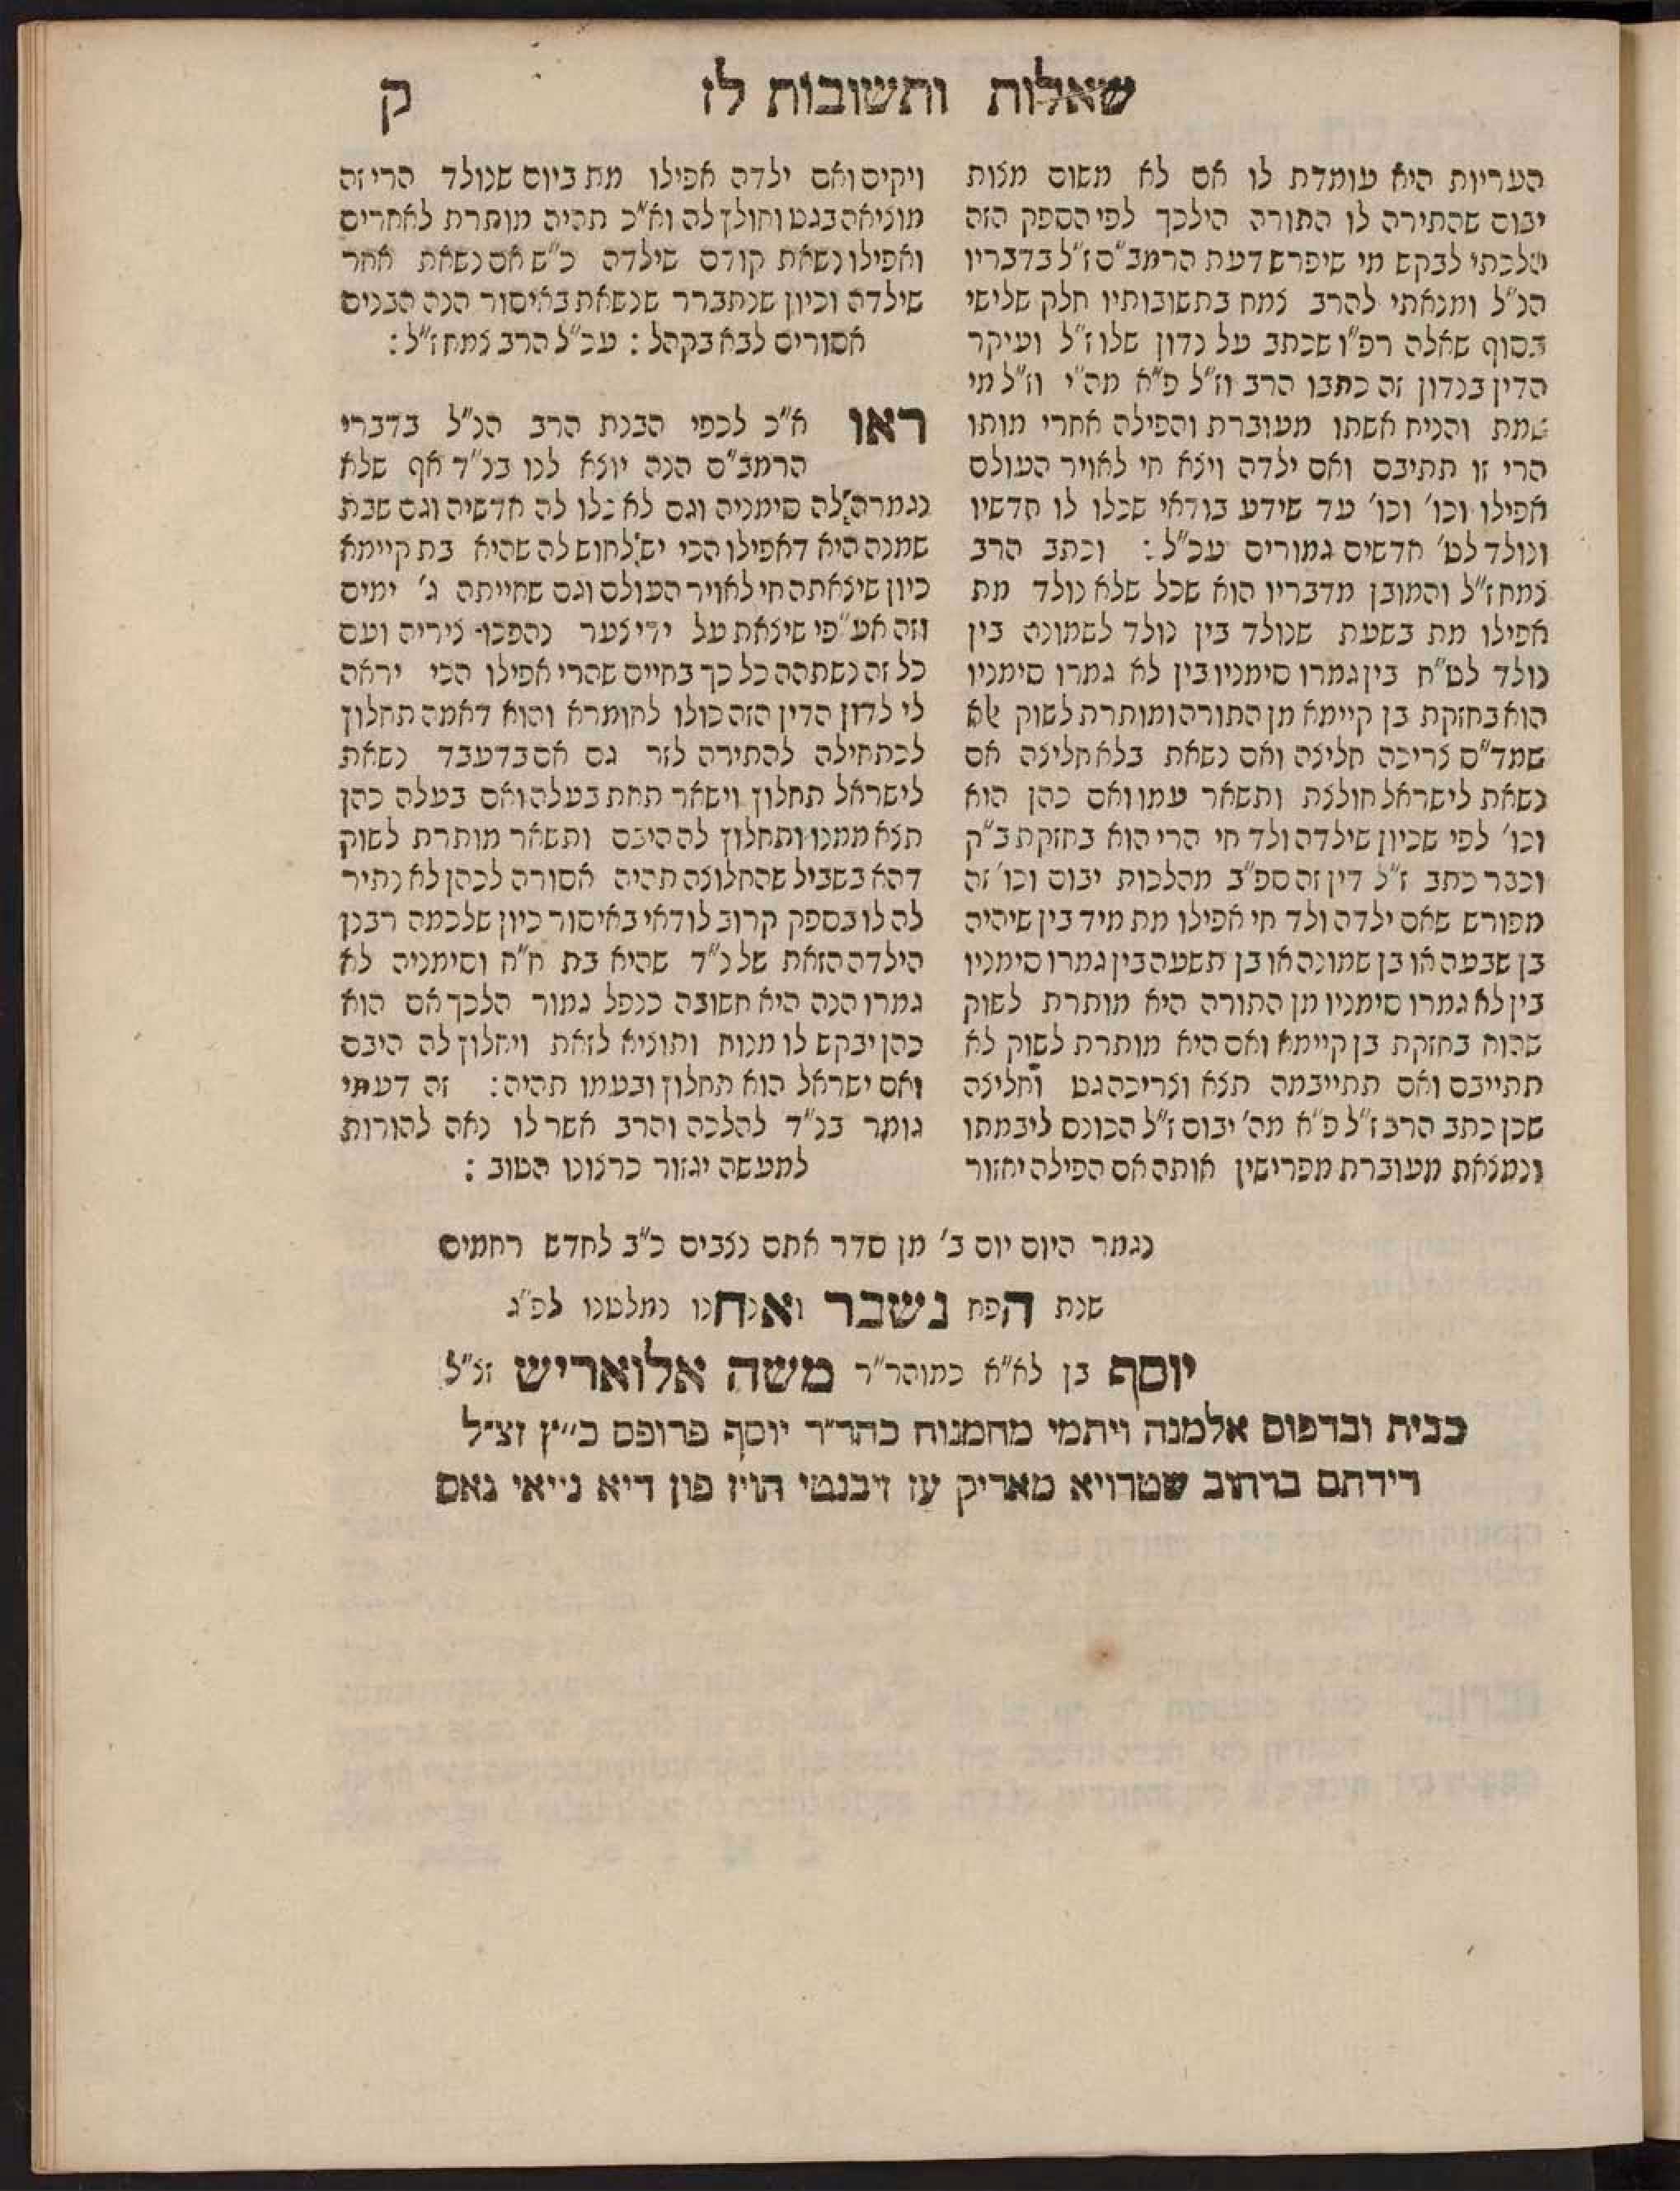 שאלות ותשובות לז ק
העריות היא עומדת לו אם לא משום מצות
יבום שהתירה לו התורה הילכך לפי הספק הזה
הלכתי לבקש מי שיפרש דעת הרמב"ם ז"ל בדבריו
הנ"ל ומצאתי להרב צמח בתשובותיו חלק שלישי
בסוף שאלה רפ"ו שכתב על נדון שלו ז"ל ועיקר
הדין בנדון זה כתבו הרב וז"ל פ"א מה"י וז"ל מי
שמת והניח אשתו מעוברת והפילה אחרי מותו
הרי זו תתיבם ואם ילדה ויצא חי לאויר העולם
אפילו וכו' וכו' עד שידע בודאי שכלו לו חדשיו
ונולד לט' חדשים גמורים עכ"ל : וכתב הרב
צמח ז"ל והמובן מדבריו הוא שכל שלא נולד מת
אפילו מת בשעת שנולד בין נולד לשמונה בין
נולד לט"ח בין גמרו סימניו בין לא גמרו סימניו
הוא בחזקת בן קיימא מן התורה ומותרת לשוק אלא
שמד"ס צריכה חליצה ואם נשאת בלא חליצה אם
נשאת לישראל חולצת ותשאר עמו ואם כהן הוא
וכו' לפי שכיון שילדה ולד חי הרי הוא בחזקת ב"ק
וכבר כתב ז"ל דין זה ספ"ב מהלכות יבום וכו' זה
מפורש שאם ילדה ולד חי אפילו מת מיד בין שיהיה
בן שבעה או בן שמונה או בן תשעה בין גמרו סימניו
בין לא גמרו סימניו מן התורה היא מותרת לשוק
שהוא בחזקת בן קיימא ואם היא מותרת לשוק לא
תתייבם ואם תתייבמה תצא וצריכה גט וחליצה
שכן כתב הרב ז"ל פ"א מה' יבום ז"ל הכונס ליבמתו
ונמצאת מעוברת מפרישין אותה אם הפילה יחזור
ויקים ואם ילדה אפילו מת ביום שנולד הרי זה
מוציאה בגט וחולץ לה וא"כ תהיה מותרת לאחרים
ואפילו נשאת קודם שילדה כ"ש אם נשאת אחר
שילדה וכיון שנתברר שנשאת באיסור הנה הבנים
אסורים לבא בקהל : עכ"ל הרב צמח ז"ל :
ראו א"כ לכפי הבנת הרב הנ"ל בדברי
הרמב"ם הנה יוצא לנו בנ"ד אף שלא
נגמרה לה סימניה וגם לא כלו לה חדשיה וגם שבת
שמנה היא דאפילו הכי יש לחוש לה שהיא בת קיימא
כיון שיצאתה חי לאויר העולם וגם שחייתה ג' ימים
וזה אע"פי שיצאת על ידי צער נהפכו ציריה ועם
כל זה נשתהה כל כך בחיים שהרי אפילו הכי יראה
לי לדון הדין הזה כולו לחומרא והוא דאמה תחלוץ
לכתחילה להתירה לזר גם אם בדעבד נשאת
לישראל תחלוץ וישאר תחת בעלה ואם בעלה כהן
תצא ממנו ותחלוץ לה היבם ותשאר מותרת לשוק
דהא בשביל שהחלוצה תהיה אסורה לכהן לא נתיר
לה לו בספק קרוב לודאי באיסור כיון שלכמה רבנן
הילדה הזאת של נ"ד שהיא בת ח"ח וסימניה לא
גמרו הנה היא חשובה כנפל גמור הלכך אם הוא
כהן יבקש לו מנוח ותוציא לזאת ויחלוץ לה היבם
ואם ישראל הוא תחלוץ ובעמו תהיה : זה דעתי
גומר בנ"ד להלכה והרב אשר לו נאה להורות
למעשה יגזור כרצונו הטוב :
נגמר היום יום ב' מן סדר אתם נצבים כ"ב לחדש רחמים
שנת הפח נשבר ואנחנו נמלטנו לפ"ג
יוסף בן לא"א כמוהר"ר משה אלואריש זצ"ל
בבית ובדפוס אלמנה ויתמי מחמנוח כהר"ר יוסף פרופס כ"ץ זצ"ל
דירתם ברחוב שטרויא מאריק עז זיבנטי הויז פון דיא נייאי גאס